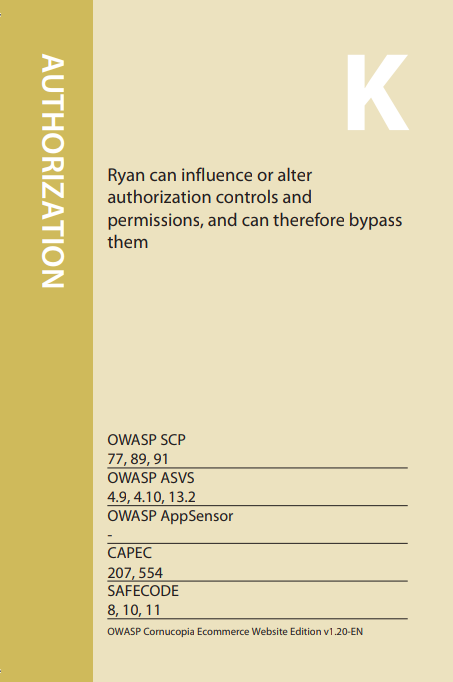 AUTHORIZATION
K
Ryan can influence or alter
authorization controls and
permissions, and can therefore bypass
them
OWASP SCP
77, 89, 91
OWASP ASVS
4.9, 4.10, 13.2
OWASP AppSensor
-
CAPEC
207, 554
SAFECODE
8, 10, 11
OWASP Cornucopia Ecommerce Website Edition v1.20-EN